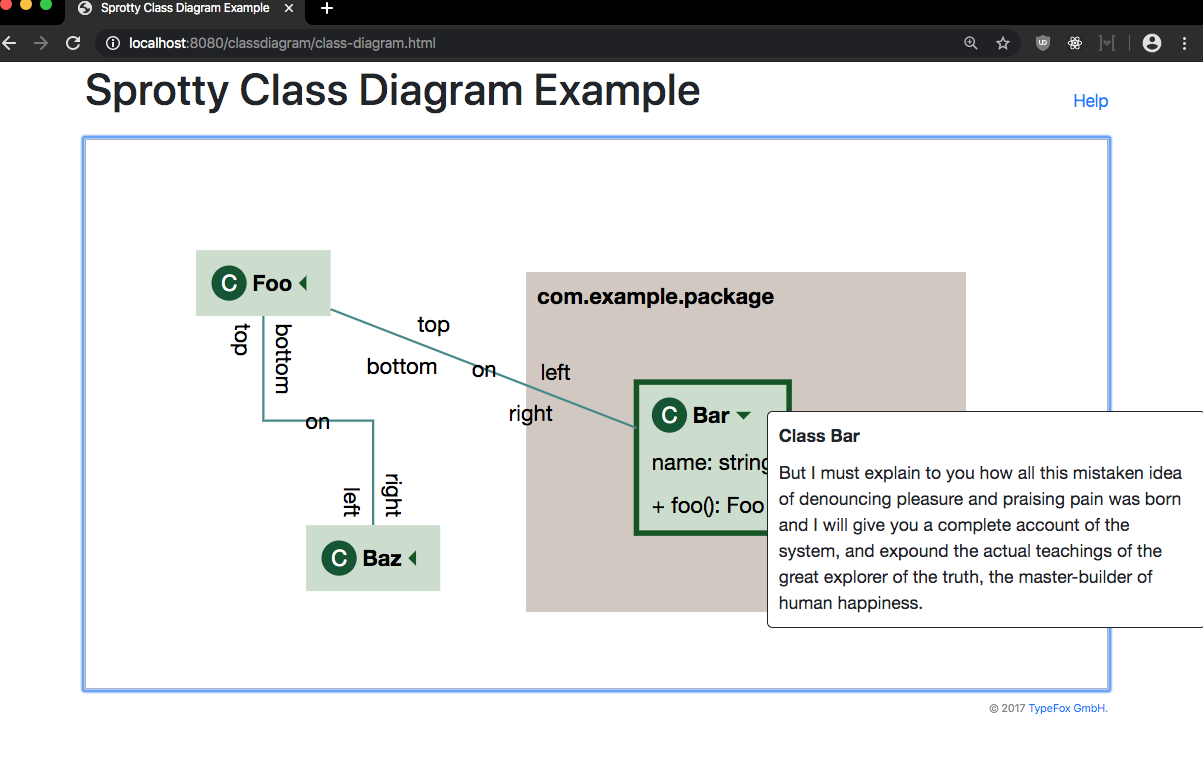 Sprotty Class Diagram Example
localhost:8080/classdiagram/class-diagram.html
Sprotty Class Diagram Example
Help
C Foo
com.example.package
top
bottom
top
bottom
on
left
right
on
C Bar
name: string
+ foo(): Foo
Class Bar
But I must explain to you how all this mistaken idea
of denouncing pleasure and praising pain was born
and I will give you a complete account of the
system, and expound the actual teachings of the
great explorer of the truth, the master-builder of
human happiness.
left
right
C Baz
© 2017 TypeFox GmbH.